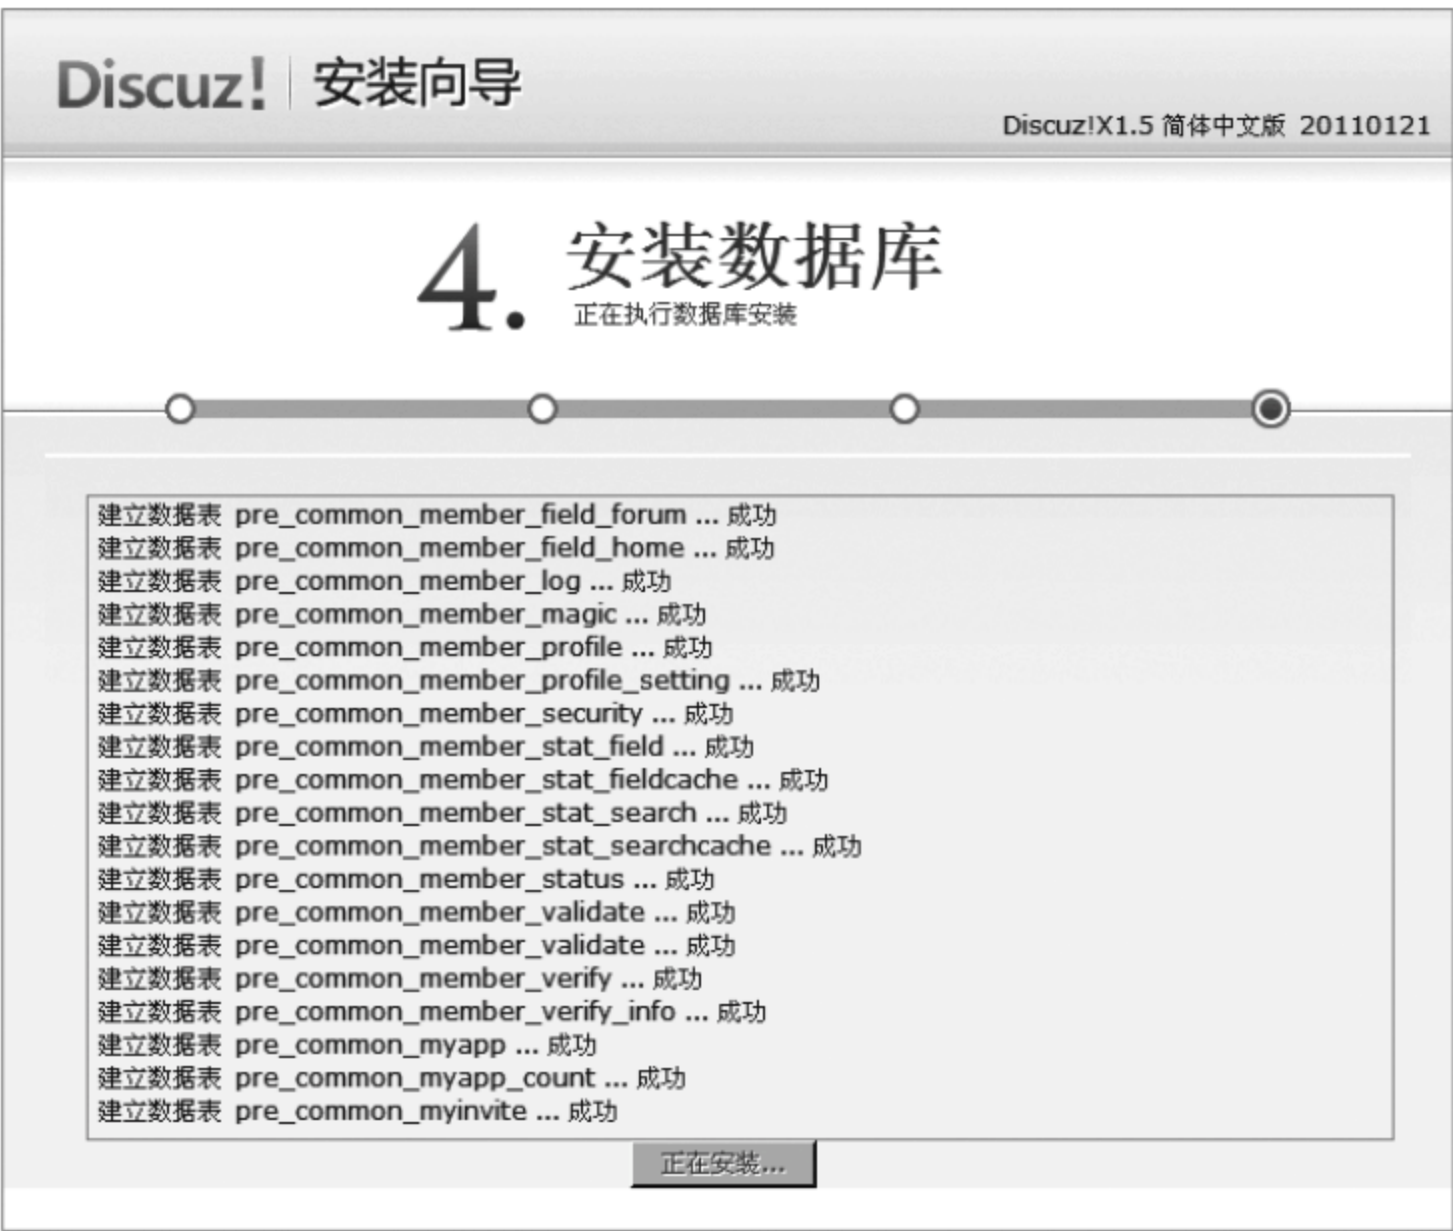 Discuz! 安装向导
Discuz!X1.5 简体中文版 20110121
4. 安装数据库
正在执行数据库安装
建立数据表 pre_common_member_field_forum ... 成功
建立数据表 pre_common_member_field_home ... 成功
建立数据表 pre_common_member_log ... 成功
建立数据表 pre_common_member_magic ... 成功
建立数据表 pre_common_member_profile ... 成功
建立数据表 pre_common_member_profile_setting ... 成功
建立数据表 pre_common_member_security ... 成功
建立数据表 pre_common_member_stat_field ... 成功
建立数据表 pre_common_member_stat_fieldcache ... 成功
建立数据表 pre_common_member_stat_search ... 成功
建立数据表 pre_common_member_stat_searchcache ... 成功
建立数据表 pre_common_member_status ... 成功
建立数据表 pre_common_member_validate ... 成功
建立数据表 pre_common_member_validate ... 成功
建立数据表 pre_common_member_verify ... 成功
建立数据表 pre_common_member_verify_info ... 成功
建立数据表 pre_common_myapp ... 成功
建立数据表 pre_common_myapp_count ... 成功
建立数据表 pre_common_myinvite ... 成功
正在安装...